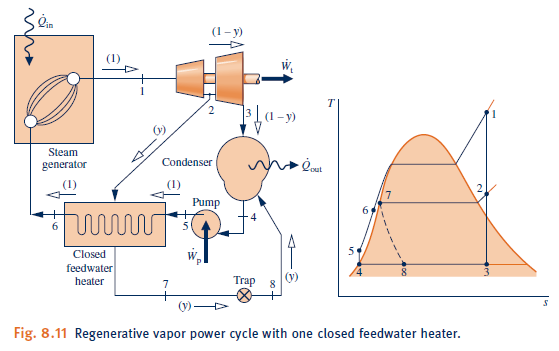 Q̇in
(1 – y)
(1)
Ẇt
1
2
3
(1 – y)
(y)
T
1
Steam
generator
Condenser
Q̇out
2
7
(1)
(1)
Pump
6
6
5
4
Closed
feedwater
heater
Ẇp
5
4
8
3
7
Trap
8
(y)
(y)
s
Fig. 8.11 Regenerative vapor power cycle with one closed feedwater heater.